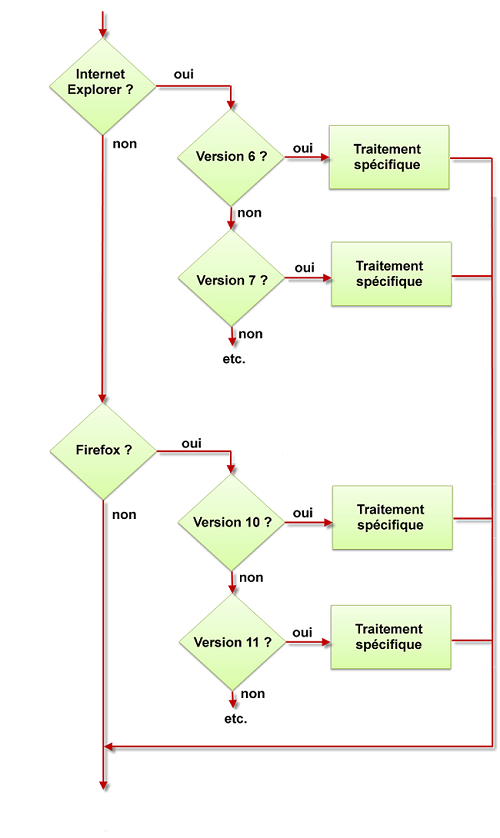 Internet
Explorer ?
oui
non
Version 6 ?
oui
Traitement
spécifique
non
Version 7 ?
oui
Traitement
spécifique
non
etc.
Firefox ?
oui
non
Version 10 ?
oui
Traitement
spécifique
non
Version 11 ?
oui
Traitement
spécifique
non
etc.